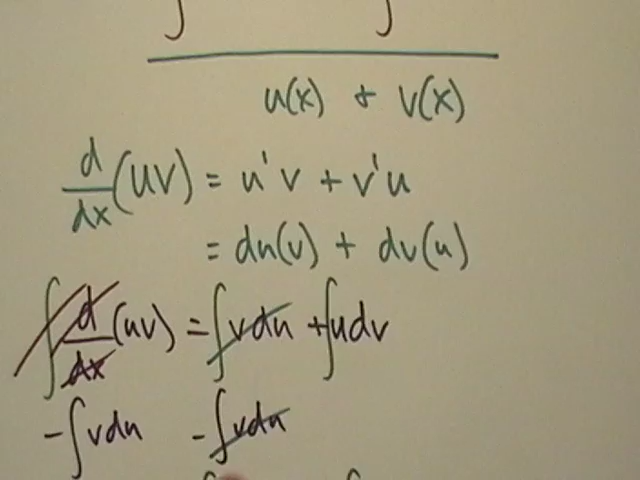 ∫ ∫
u(x) + v(x)
d/dx (uv) = u'v + v'u
= du(v) + dv(u)
∫ d/dx (uv) = ∫vdu + ∫udv
-∫vdu -∫vdu